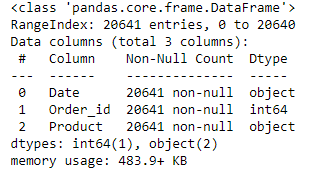 <class 'pandas.core.frame.DataFrame'>
RangeIndex: 20641 entries, 0 to 20640
Data columns (total 3 columns):
 #   Column    Non-Null Count  Dtype
---  ------    --------------  -----
 0   Date      20641 non-null  object
 1   Order_id  20641 non-null  int64
 2   Product   20641 non-null  object
dtypes: int64(1), object(2)
memory usage: 483.9+ KB